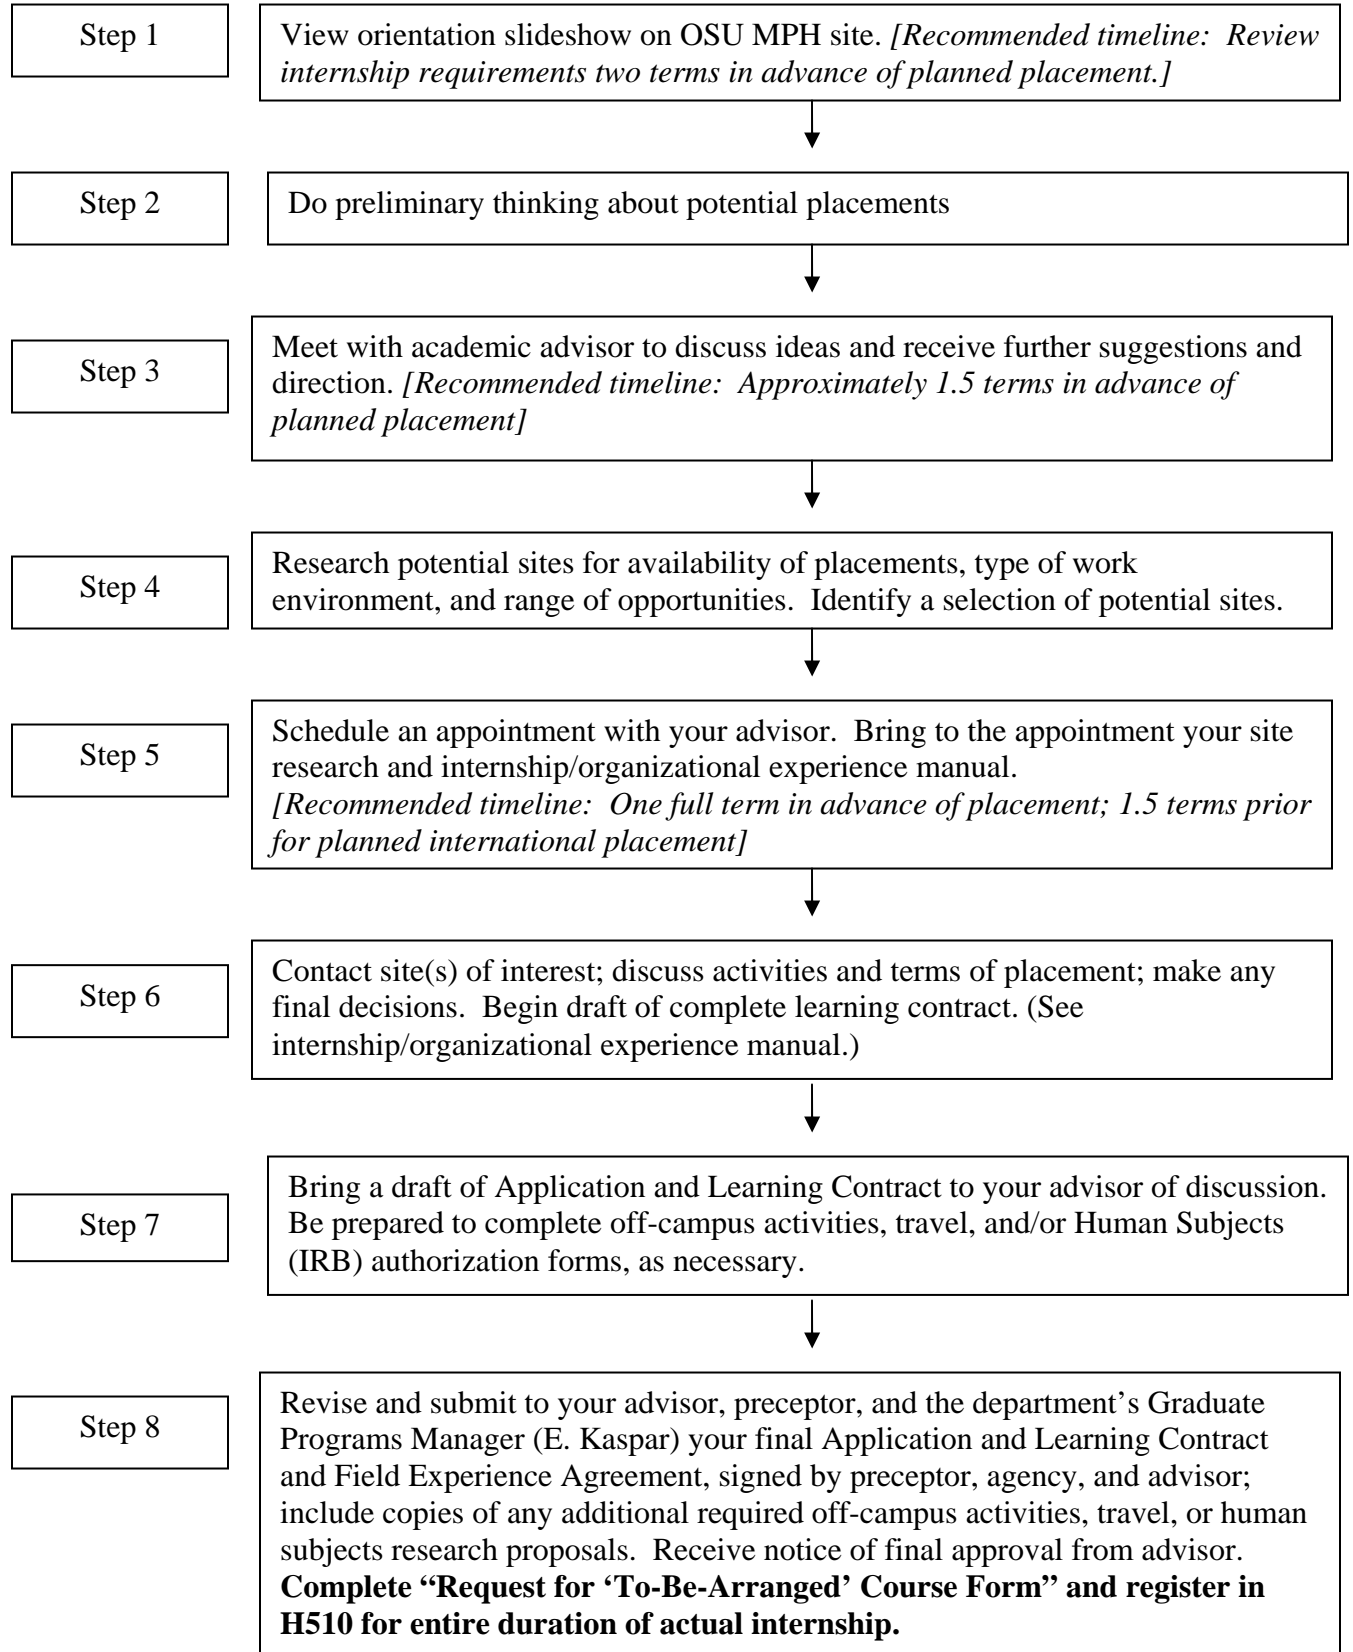 Step 1
View orientation slideshow on OSU MPH site. [Recommended timeline: Review
internship requirements two terms in advance of planned placement.]
Step 2
Do preliminary thinking about potential placements
Step 3
Meet with academic advisor to discuss ideas and receive further suggestions and
direction. [Recommended timeline: Approximately 1.5 terms in advance of
planned placement]
Step 4
Research potential sites for availability of placements, type of work
environment, and range of opportunities. Identify a selection of potential sites.
Step 5
Schedule an appointment with your advisor. Bring to the appointment your site
research and internship/organizational experience manual.
[Recommended timeline: One full term in advance of placement; 1.5 terms prior
for planned international placement]
Step 6
Contact site(s) of interest; discuss activities and terms of placement; make any
final decisions. Begin draft of complete learning contract. (See
internship/organizational experience manual.)
Step 7
Bring a draft of Application and Learning Contract to your advisor of discussion.
Be prepared to complete off-campus activities, travel, and/or Human Subjects
(IRB) authorization forms, as necessary.
Step 8
Revise and submit to your advisor, preceptor, and the department’s Graduate
Programs Manager (E. Kaspar) your final Application and Learning Contract
and Field Experience Agreement, signed by preceptor, agency, and advisor;
include copies of any additional required off-campus activities, travel, or human
subjects research proposals. Receive notice of final approval from advisor.
Complete “Request for ‘To-Be-Arranged’ Course Form” and register in
H510 for entire duration of actual internship.